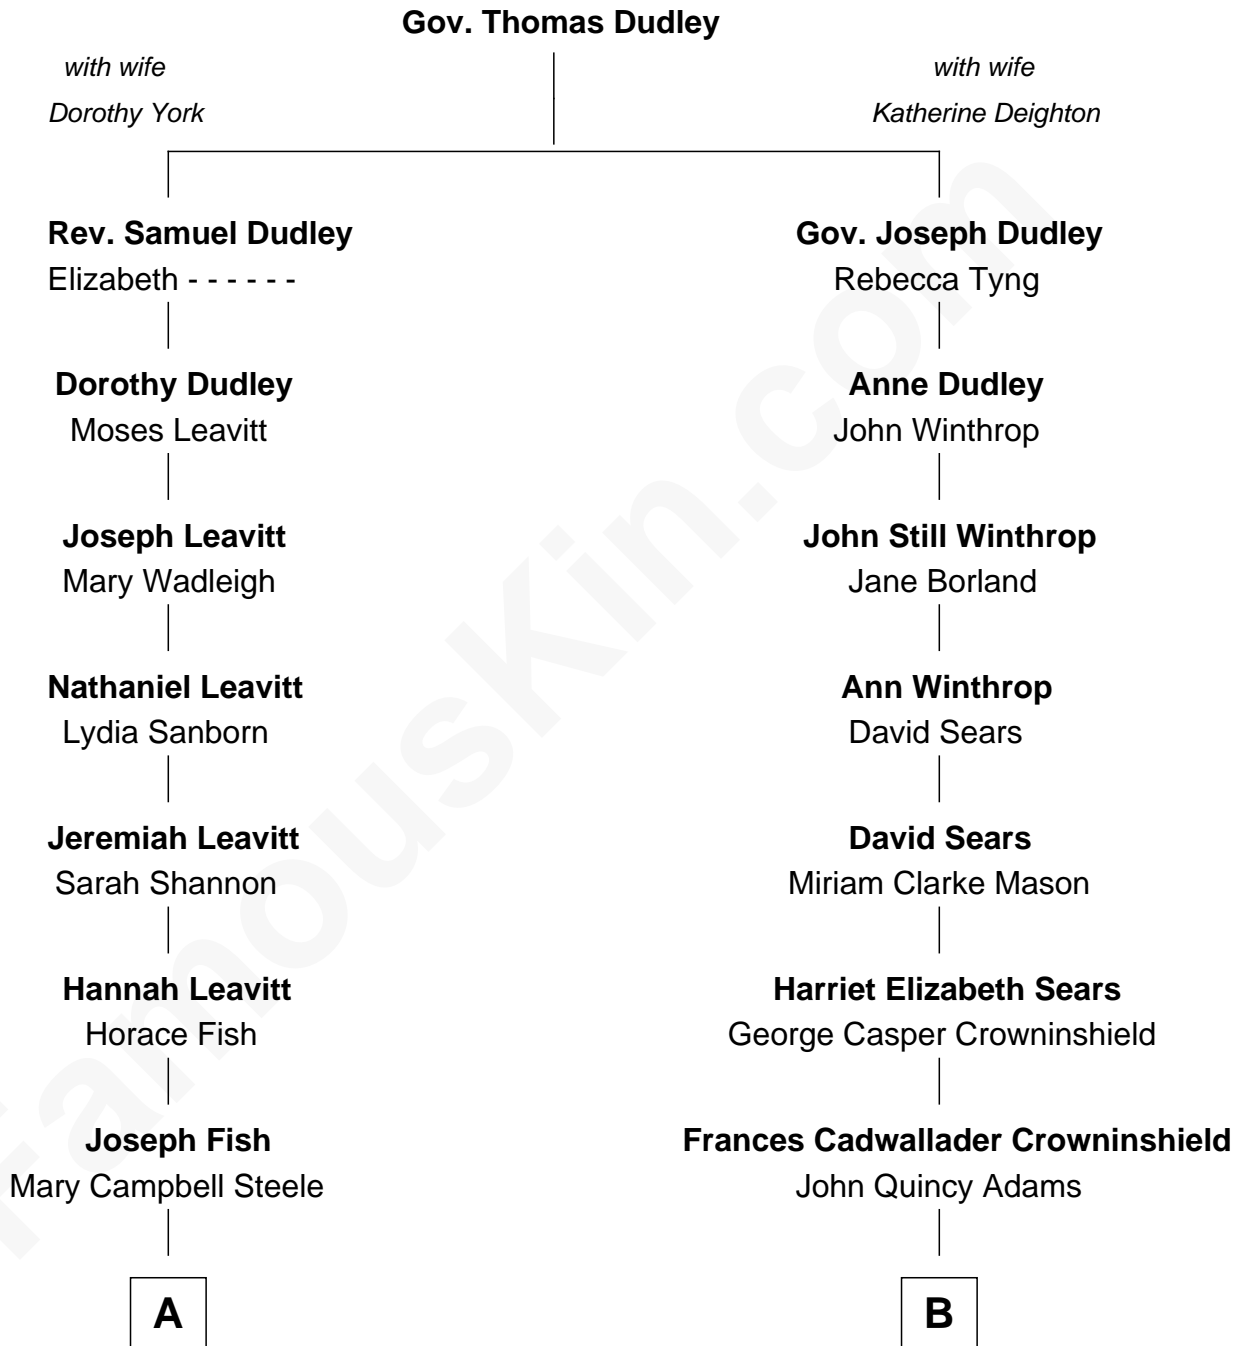 Gov. Thomas Dudley
with wife
Dorothy York
with wife
Katherine Deighton
Rev. Samuel Dudley
Elizabeth - - - - - -
Gov. Joseph Dudley
Rebecca Tyng
Dorothy Dudley
Moses Leavitt
Anne Dudley
John Winthrop
Joseph Leavitt
Mary Wadleigh
John Still Winthrop
Jane Borland
Nathaniel Leavitt
Lydia Sanborn
Ann Winthrop
David Sears
Jeremiah Leavitt
Sarah Shannon
David Sears
Miriam Clarke Mason
Hannah Leavitt
Horace Fish
Harriet Elizabeth Sears
George Casper Crowninshield
Joseph Fish
Mary Campbell Steele
Frances Cadwallader Crowninshield
John Quincy Adams
A
B
FamousKin.com